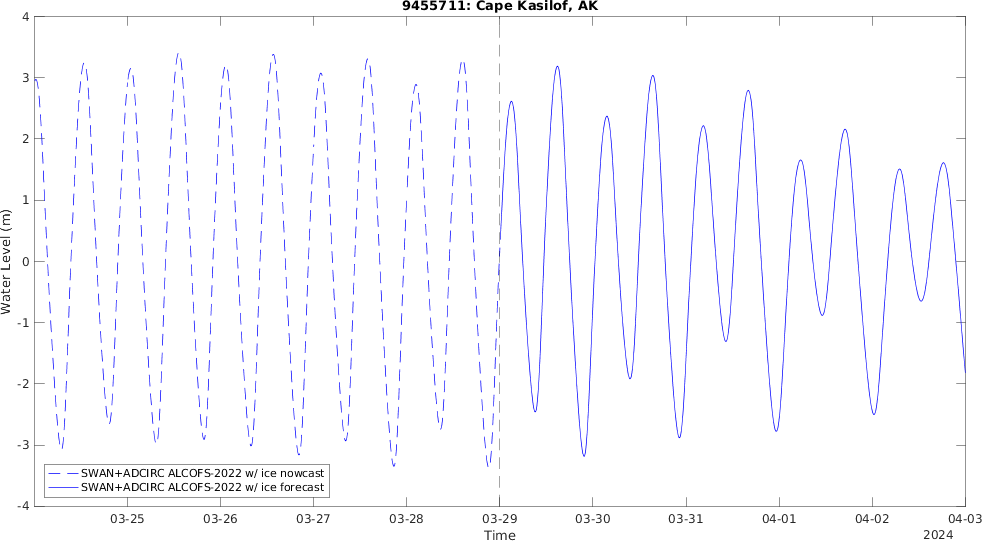 9455711: Cape Kasilof, AK
Water Level (m)
4
3
2
1
0
-1
-2
-3
-4
SWAN+ADCIRC ALCOFS-2022 w/ ice nowcast
SWAN+ADCIRC ALCOFS-2022 w/ ice forecast
03-25 03-26 03-27 03-28 03-29 03-30 03-31 04-01 04-02 04-03
Time
2024